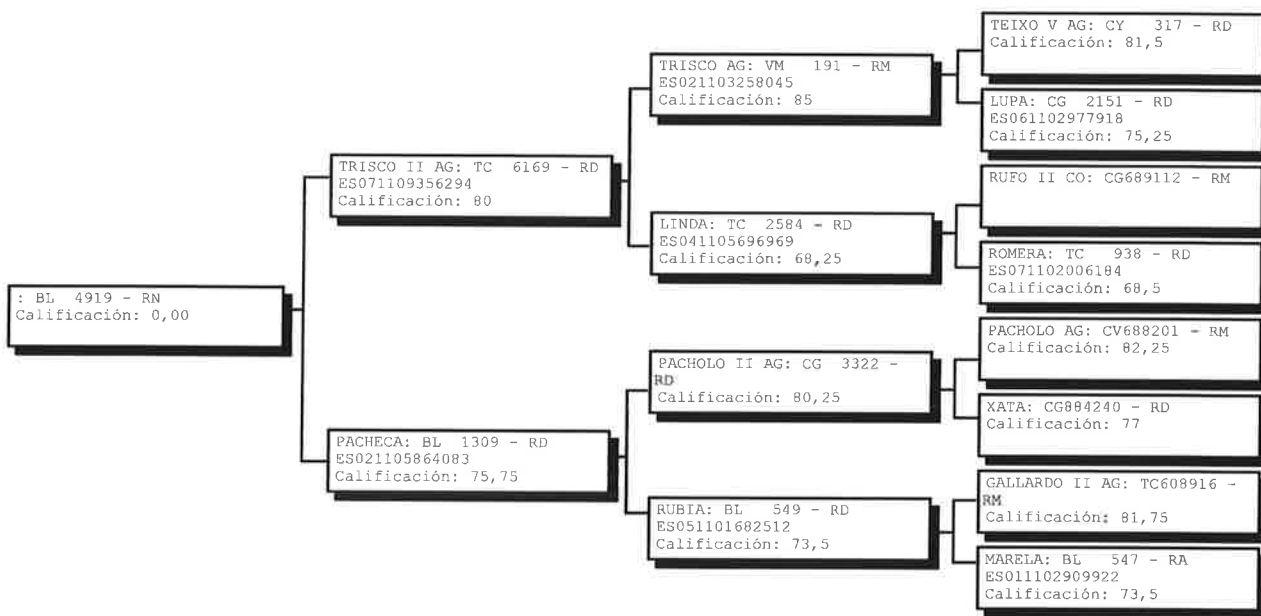 : BL 4919 - RN
Calificación: 0,00
TRISCO II AG: TC 6169 - RD
ES071109356294
Calificación: 80
PACHECA: BL 1309 - RD
ES021105864083
Calificación: 75,75
TRISCO AG: VM 191 - RM
ES021103258045
Calificación: 85
LINDA: TC 2584 - RD
ES041105696969
Calificación: 68,25
PACHOLO II AG: CG 3322 -
RD
Calificación: 80,25
RUBIA: BL 549 - RD
ES051101682512
Calificación: 73,5
TEIXO V AG: CY 317 - RD
Calificación: 81,5
LUPA: CG 2151 - RD
ES061102977918
Calificación: 75,25
RUFO II CO: CG689112 - RM
ROMERA: TC 938 - RD
ES071102006184
Calificación: 68,5
PACHOLO AG: CV688201 - RM
Calificación: 82,25
XATA: CG884240 - RD
Calificación: 77
GALLARDO II AG: TC608916 -
RM
Calificación: 81,75
MARELA: BL 547 - RA
ES011102909922
Calificación: 73,5